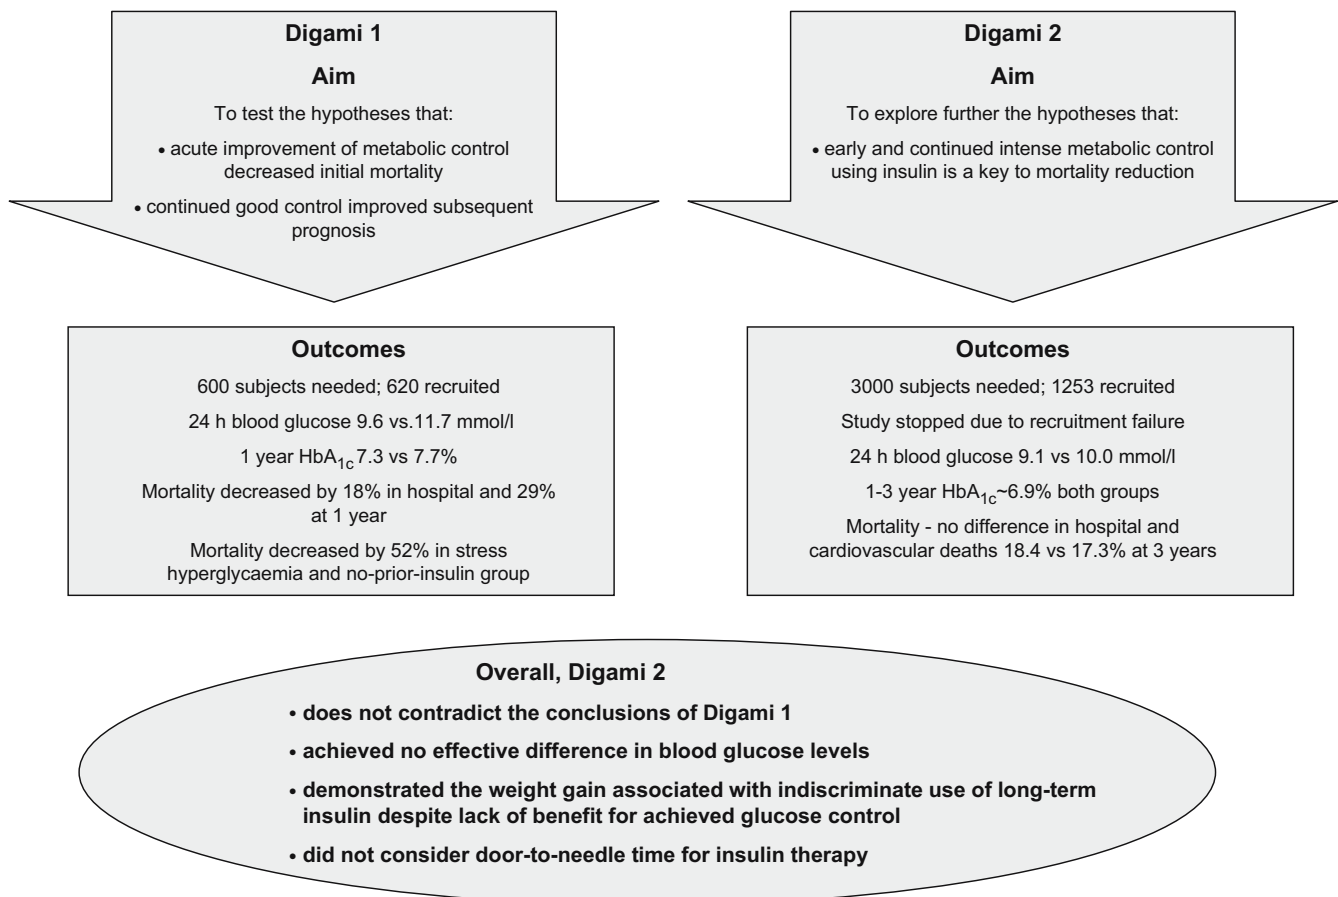 Digami 1
Aim
To test the hypotheses that:
• acute improvement of metabolic control
decreased initial mortality
• continued good control improved subsequent
prognosis
Outcomes
600 subjects needed; 620 recruited
24 h blood glucose 9.6 vs.11.7 mmol/l
1 year HbA1c 7.3 vs 7.7%
Mortality decreased by 18% in hospital and 29%
at 1 year
Mortality decreased by 52% in stress
hyperglycaemia and no-prior-insulin group
Digami 2
Aim
To explore further the hypotheses that:
• early and continued intense metabolic control
using insulin is a key to mortality reduction
Outcomes
3000 subjects needed; 1253 recruited
Study stopped due to recruitment failure
24 h blood glucose 9.1 vs 10.0 mmol/l
1-3 year HbA1c~6.9% both groups
Mortality - no difference in hospital and
cardiovascular deaths 18.4 vs 17.3% at 3 years
Overall, Digami 2
• does not contradict the conclusions of Digami 1
• achieved no effective difference in blood glucose levels
• demonstrated the weight gain associated with indiscriminate use of long-term
insulin despite lack of benefit for achieved glucose control
• did not consider door-to-needle time for insulin therapy